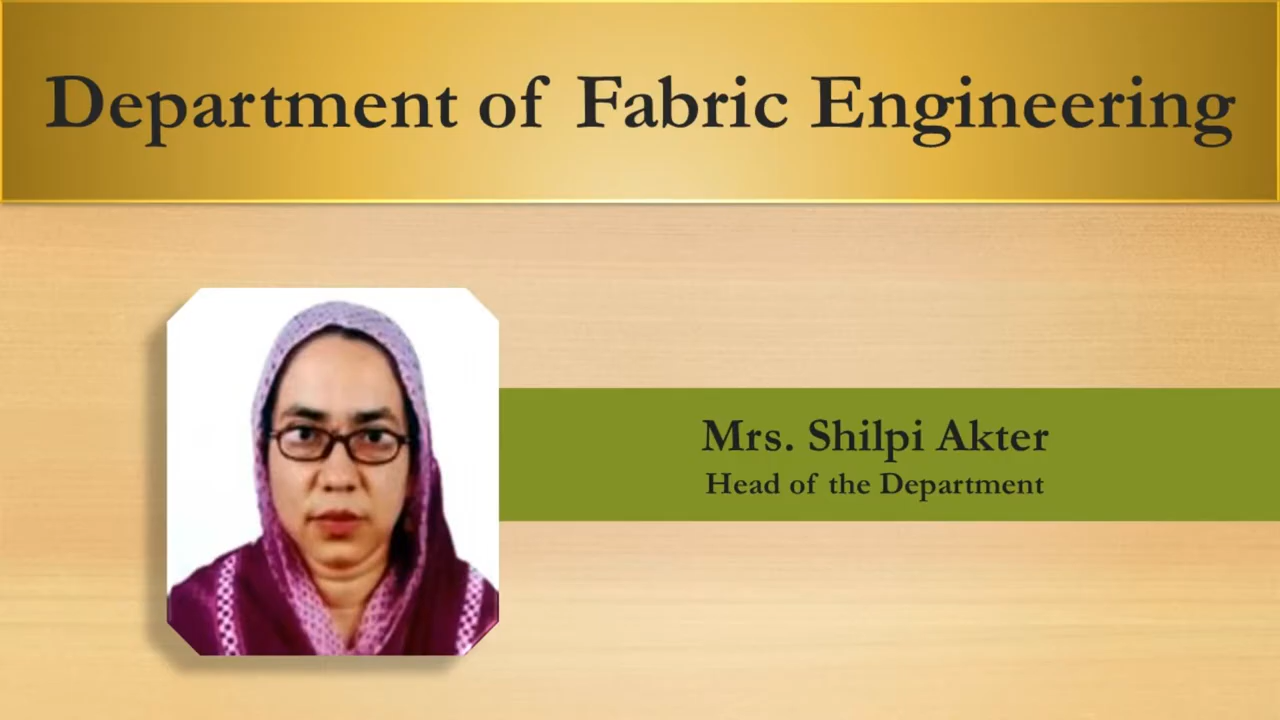 Department of Fabric Engineering
Mrs. Shilpi Akter
Head of the Department